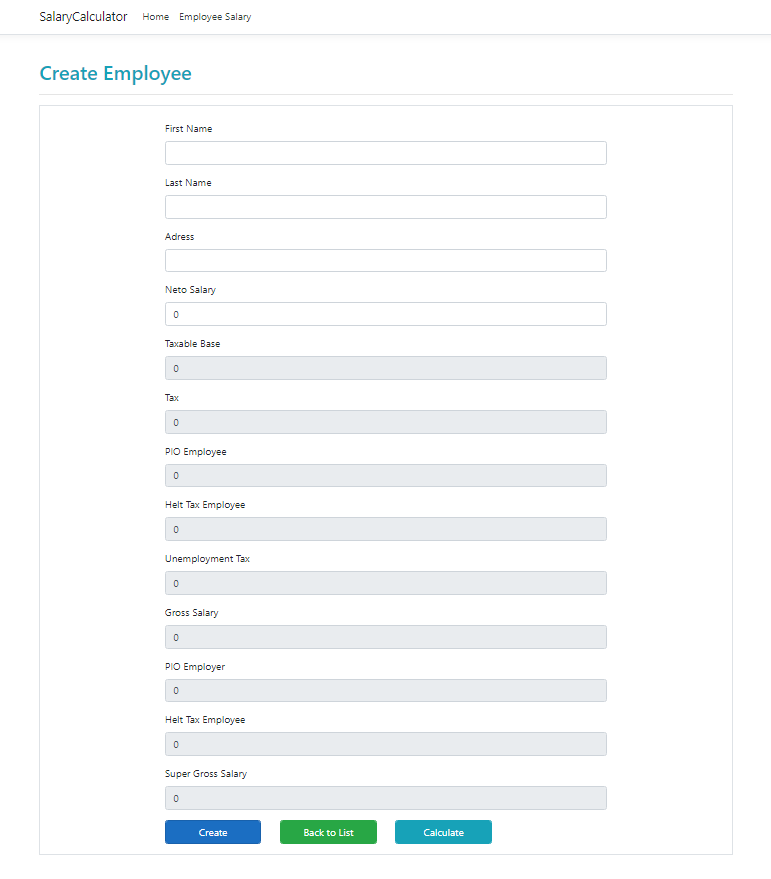 SalaryCalculator Home Employee Salary
Create Employee
First Name
Last Name
Adress
Neto Salary
0
Taxable Base
0
Tax
0
PIO Employee
0
Helt Tax Employee
0
Unemployment Tax
0
Gross Salary
0
PIO Employer
0
Helt Tax Employee
0
Super Gross Salary
0
Create Back to List Calculate